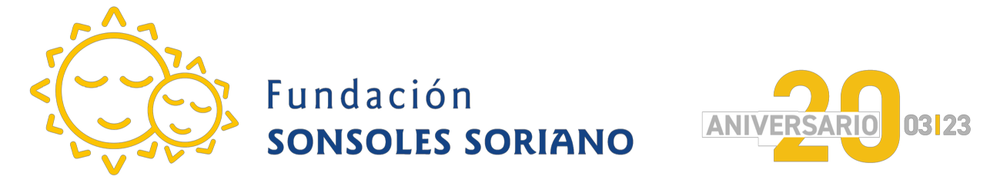 Fundación
SONSOLES SORIANO
20
ANIVERSARIO
03|23